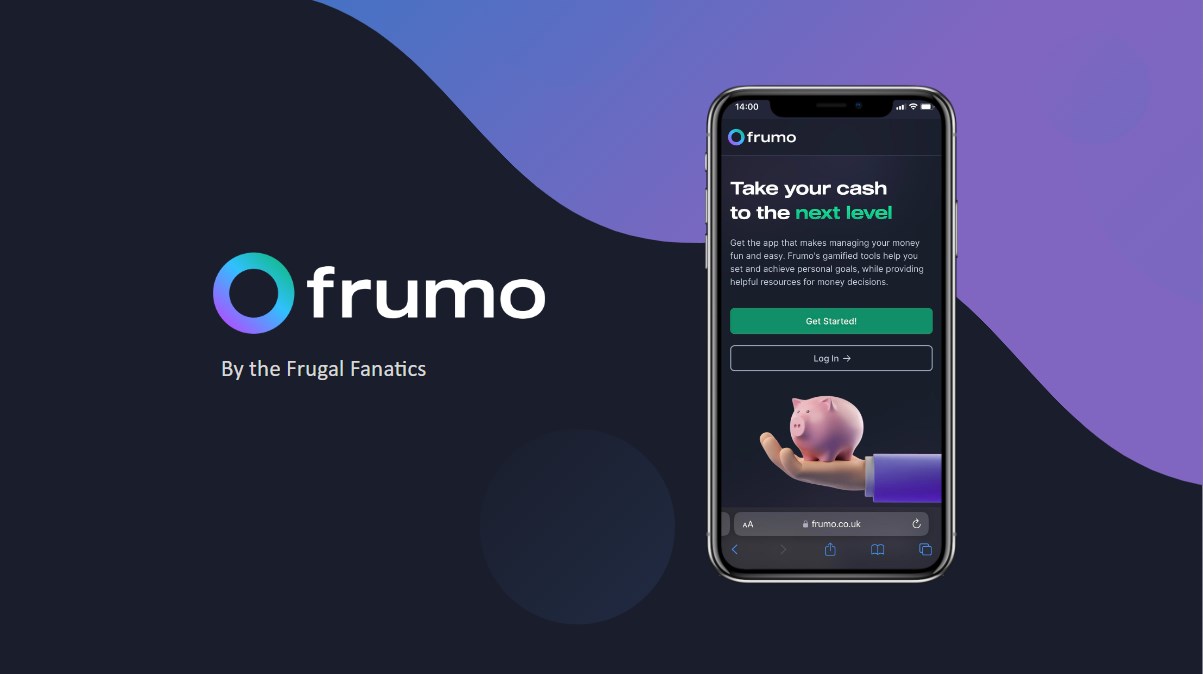 frumo
By the Frugal Fanatics
14:00
frumo
Take your cash
to the next level
Get the app that makes managing your money
fun and easy. Frumo's gamified tools help you
set and achieve personal goals, while providing
helpful resources for money decisions.
Get Started!
Log In →
AA
frumo.co.uk